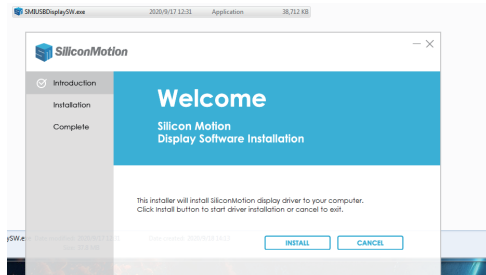 SMIUSBDisplaySW.exe 2020/9/17 12:31 Application 38,712 KB
SiliconMotion
Introduction
Installation
Complete
Welcome
Silicon Motion
Display Software Installation
This installer will install SiliconMotion display driver to your computer.
Click Install button to start driver installation or cancel to exit.
INSTALL CANCEL